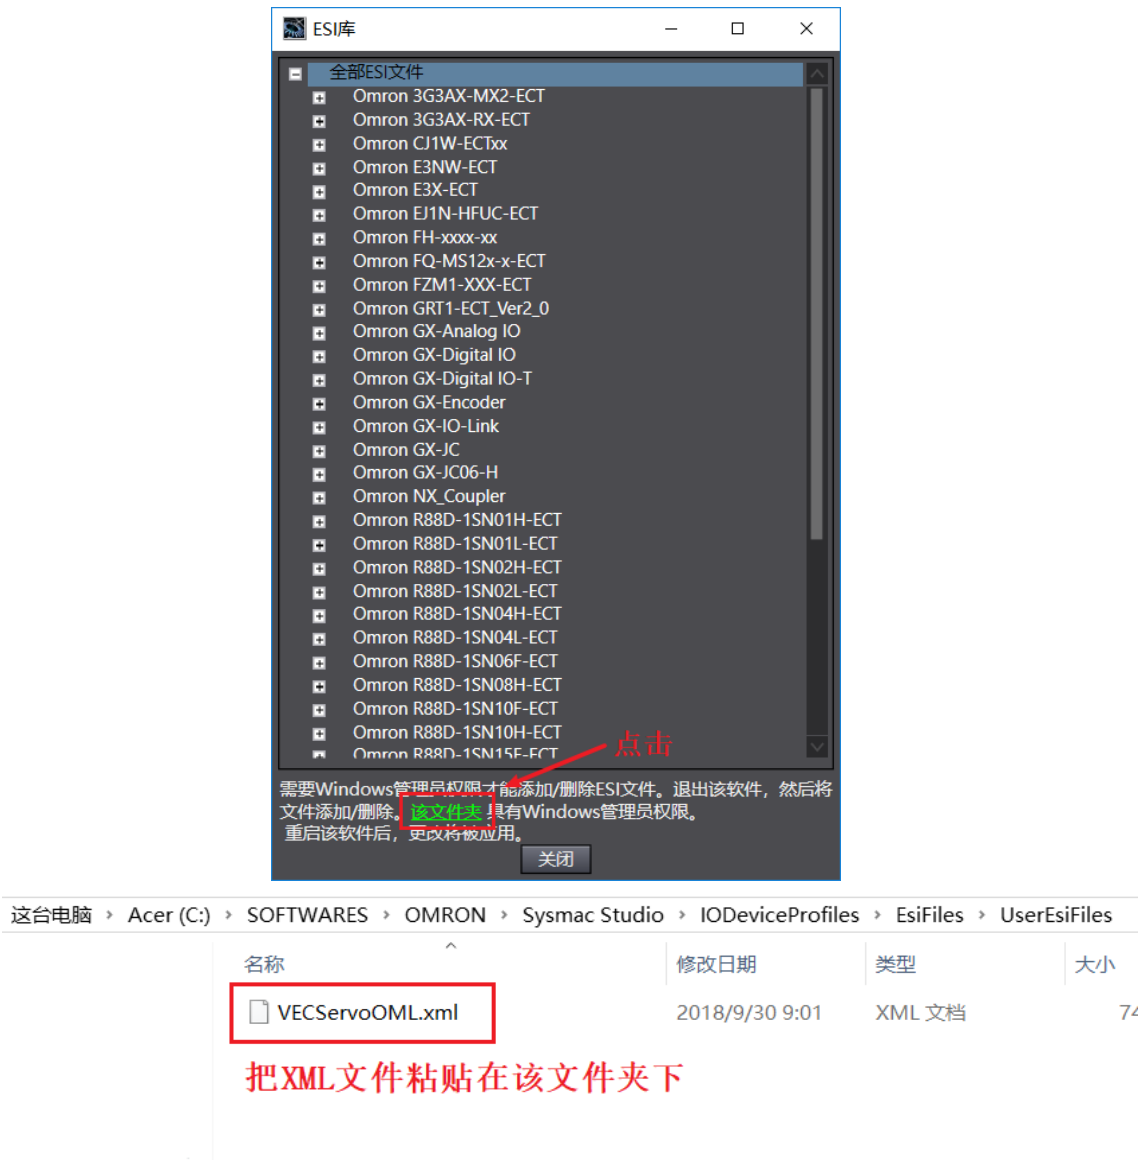 ESI库
全部ESI文件
Omron 3G3AX-MX2-ECT
Omron 3G3AX-RX-ECT
Omron CJ1W-ECTxx
Omron E3NW-ECT
Omron E3X-ECT
Omron EJ1N-HFUC-ECT
Omron FH-xxxx-xx
Omron FQ-MS12x-x-ECT
Omron FZM1-XXX-ECT
Omron GRT1-ECT_Ver2_0
Omron GX-Analog IO
Omron GX-Digital IO
Omron GX-Digital IO-T
Omron GX-Encoder
Omron GX-IO-Link
Omron GX-JC
Omron GX-JC06-H
Omron NX_Coupler
Omron R88D-1SN01H-ECT
Omron R88D-1SN01L-ECT
Omron R88D-1SN02H-ECT
Omron R88D-1SN02L-ECT
Omron R88D-1SN04H-ECT
Omron R88D-1SN04L-ECT
Omron R88D-1SN06F-ECT
Omron R88D-1SN08H-ECT
Omron R88D-1SN10F-ECT
Omron R88D-1SN10H-ECT
Omron R88D-1SN15F-ECT
点击
需要Windows管理员权限才能添加/删除ESI文件。退出该软件，然后将
文件添加/删除。该文件夹 具有Windows管理员权限。
重启该软件后，更改将被应用。
关闭
这台电脑 › Acer (C:) › SOFTWARES › OMRON › Sysmac Studio › IODeviceProfiles › EsiFiles › UserEsiFiles
名称 修改日期 类型 大小
VECServoOML.xml 2018/9/30 9:01 XML 文档 74
把XML文件粘贴在该文件夹下